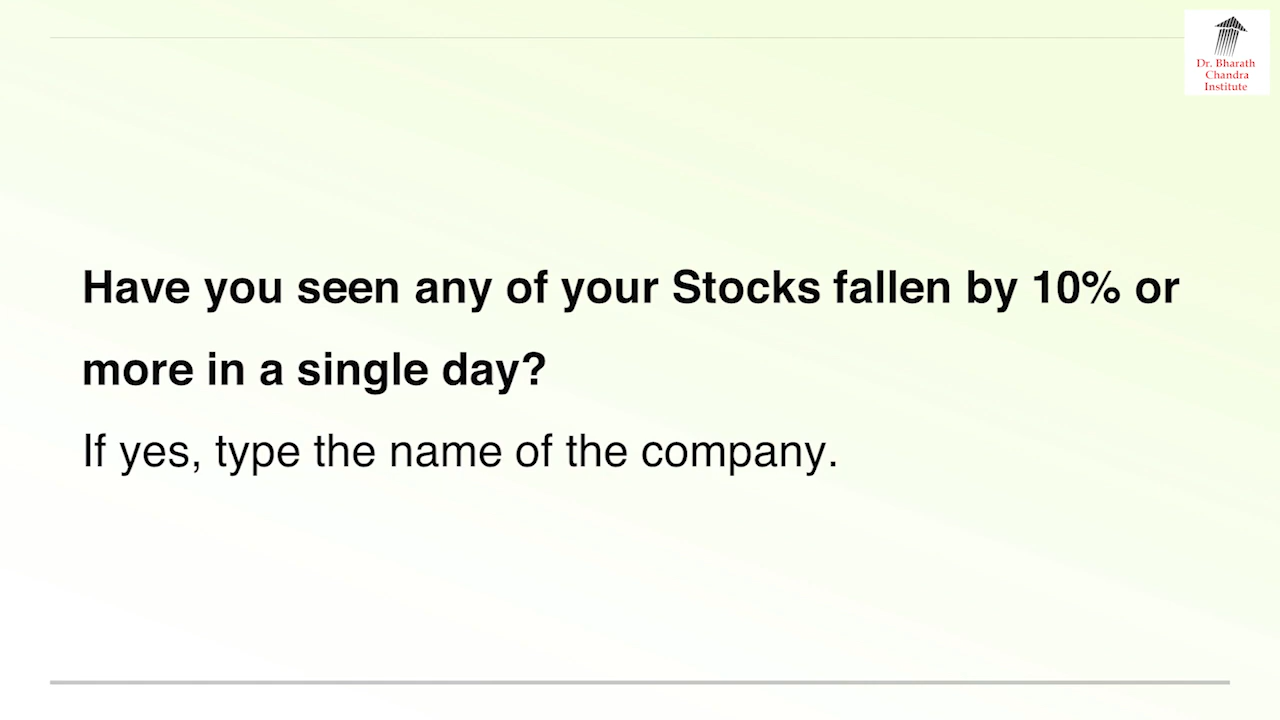 Dr. Bharath
Chandra
Institute
Have you seen any of your Stocks fallen by 10% or
more in a single day?
If yes, type the name of the company.